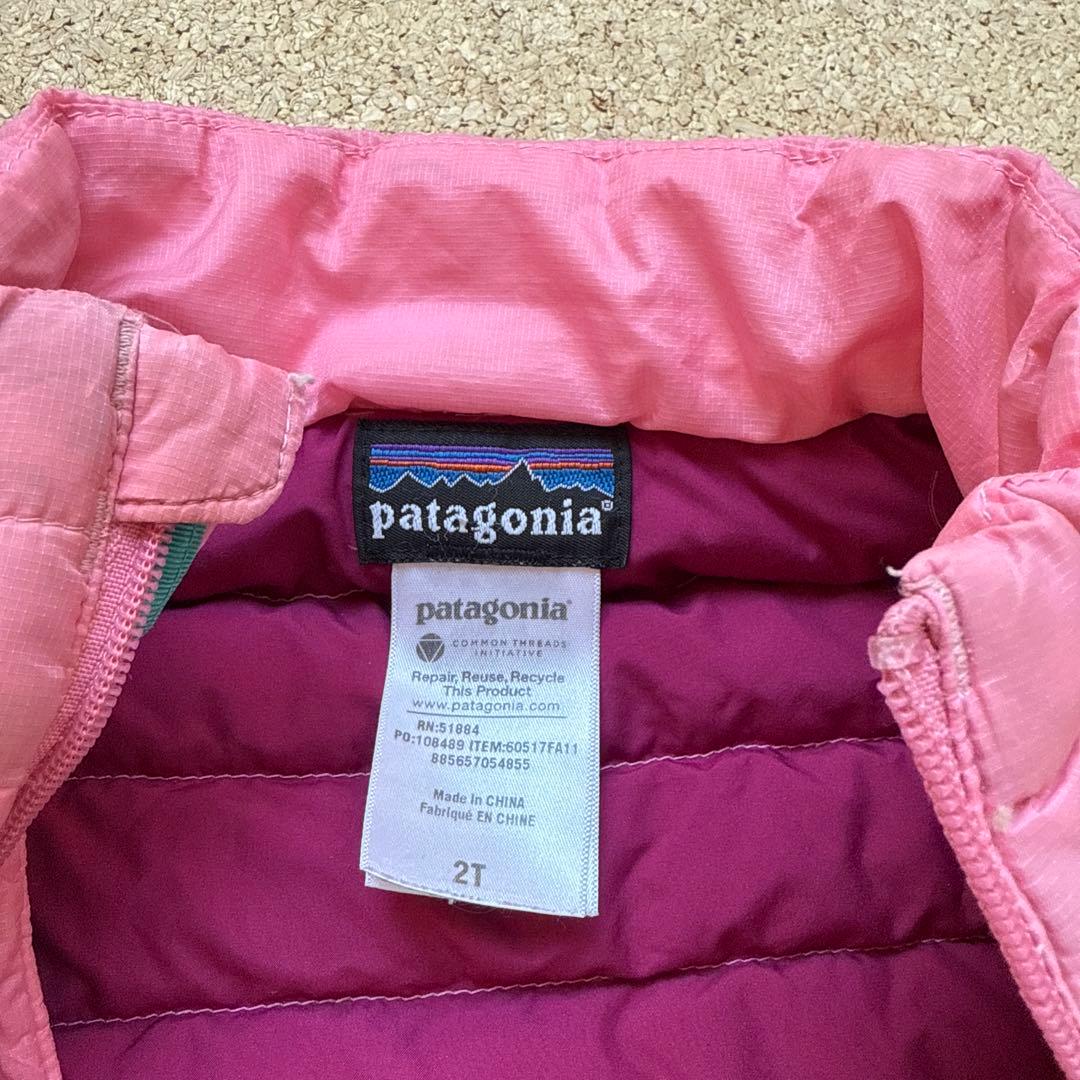 patagonia®
patagonia®
COMMON THREADS
INITIATIVE
Repair, Reuse, Recycle
This Product
www.patagonia.com
RN:51884
PO:108489 ITEM:60517FA11
885657054855
Made in CHINA
Fabriqué EN CHINE
2T